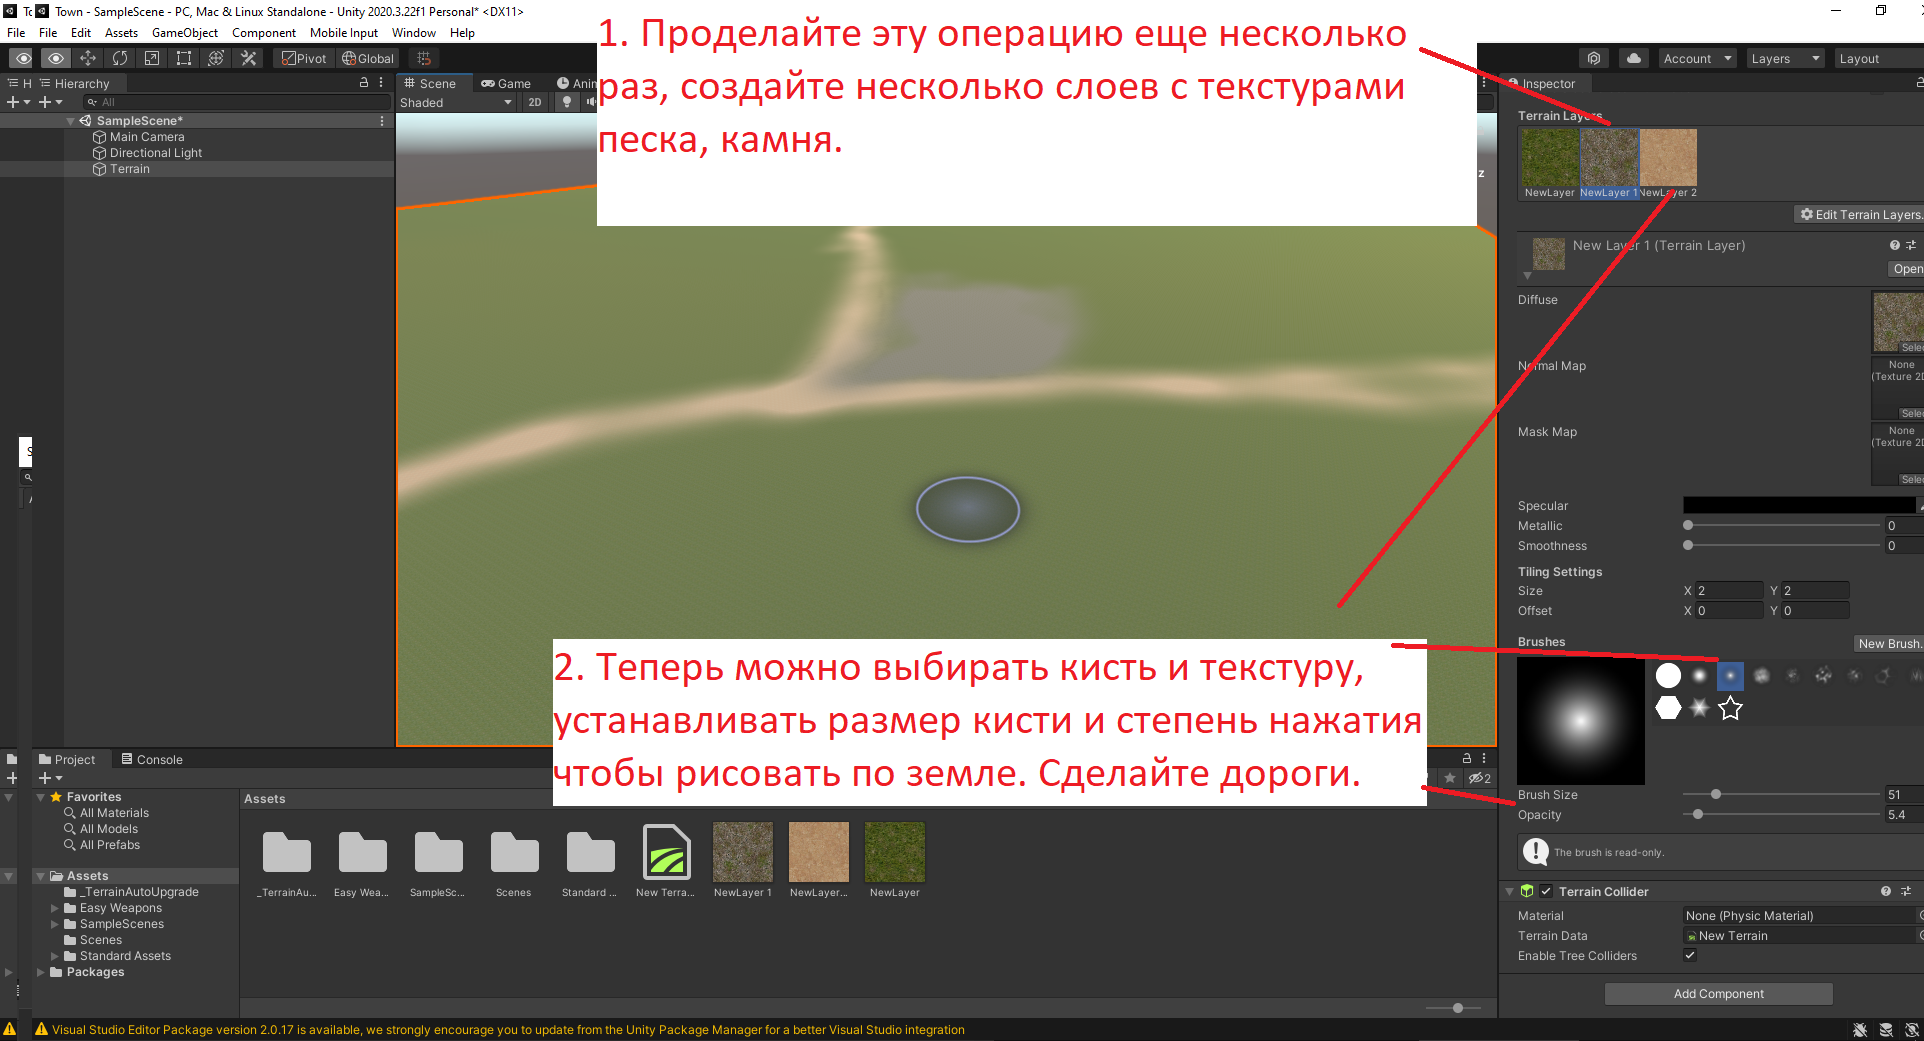 To
Town - SampleScene - PC, Mac & Linux Standalone - Unity 2020.3.22f1 Personal* <DX11>
File File Edit Assets GameObject Component Mobile Input Window Help
1. Проделайте эту операцию еще несколько
раз, создайте несколько слоев с текстурами
песка, камня.
Pivot Global
Account Layers Layout
H Hierarchy
Scene Game Anin
Inspector
All
Shaded 2D
SampleScene*
Main Camera
Directional Light
Terrain
z
Terrain Layers
NewLayer NewLayer 1 NewLayer 2
Edit Terrain Layers.
New Layer 1 (Terrain Layer)
Open
Diffuse
Selec
Normal Map
None
(Texture 2D
Selec
Mask Map
None
(Texture 2D
Selec
Specular
Metallic 0
Smoothness 0
Tiling Settings
Size X 2 Y 2
Offset X 0 Y 0
Brushes
New Brush.
2. Теперь можно выбирать кисть и текстуру,
устанавливать размер кисти и степень нажатия
чтобы рисовать по земле. Сделайте дороги.
Brush Size 51
Opacity 5.4
The brush is read-only.
Terrain Collider
Material None (Physic Material)
Terrain Data New Terrain
Enable Tree Colliders
Add Component
Project Console
2
Favorites
All Materials
All Models
All Prefabs
Assets
_TerrainAutoUpgrade
Easy Weapons
SampleScenes
Scenes
Standard Assets
Packages
Assets
_TerrainAu... Easy Wea... SampleSc... Scenes Standard ... New Terra... NewLayer 1 NewLayer... NewLayer
Visual Studio Editor Package version 2.0.17 is available, we strongly encourage you to update from the Unity Package Manager for a better Visual Studio integration